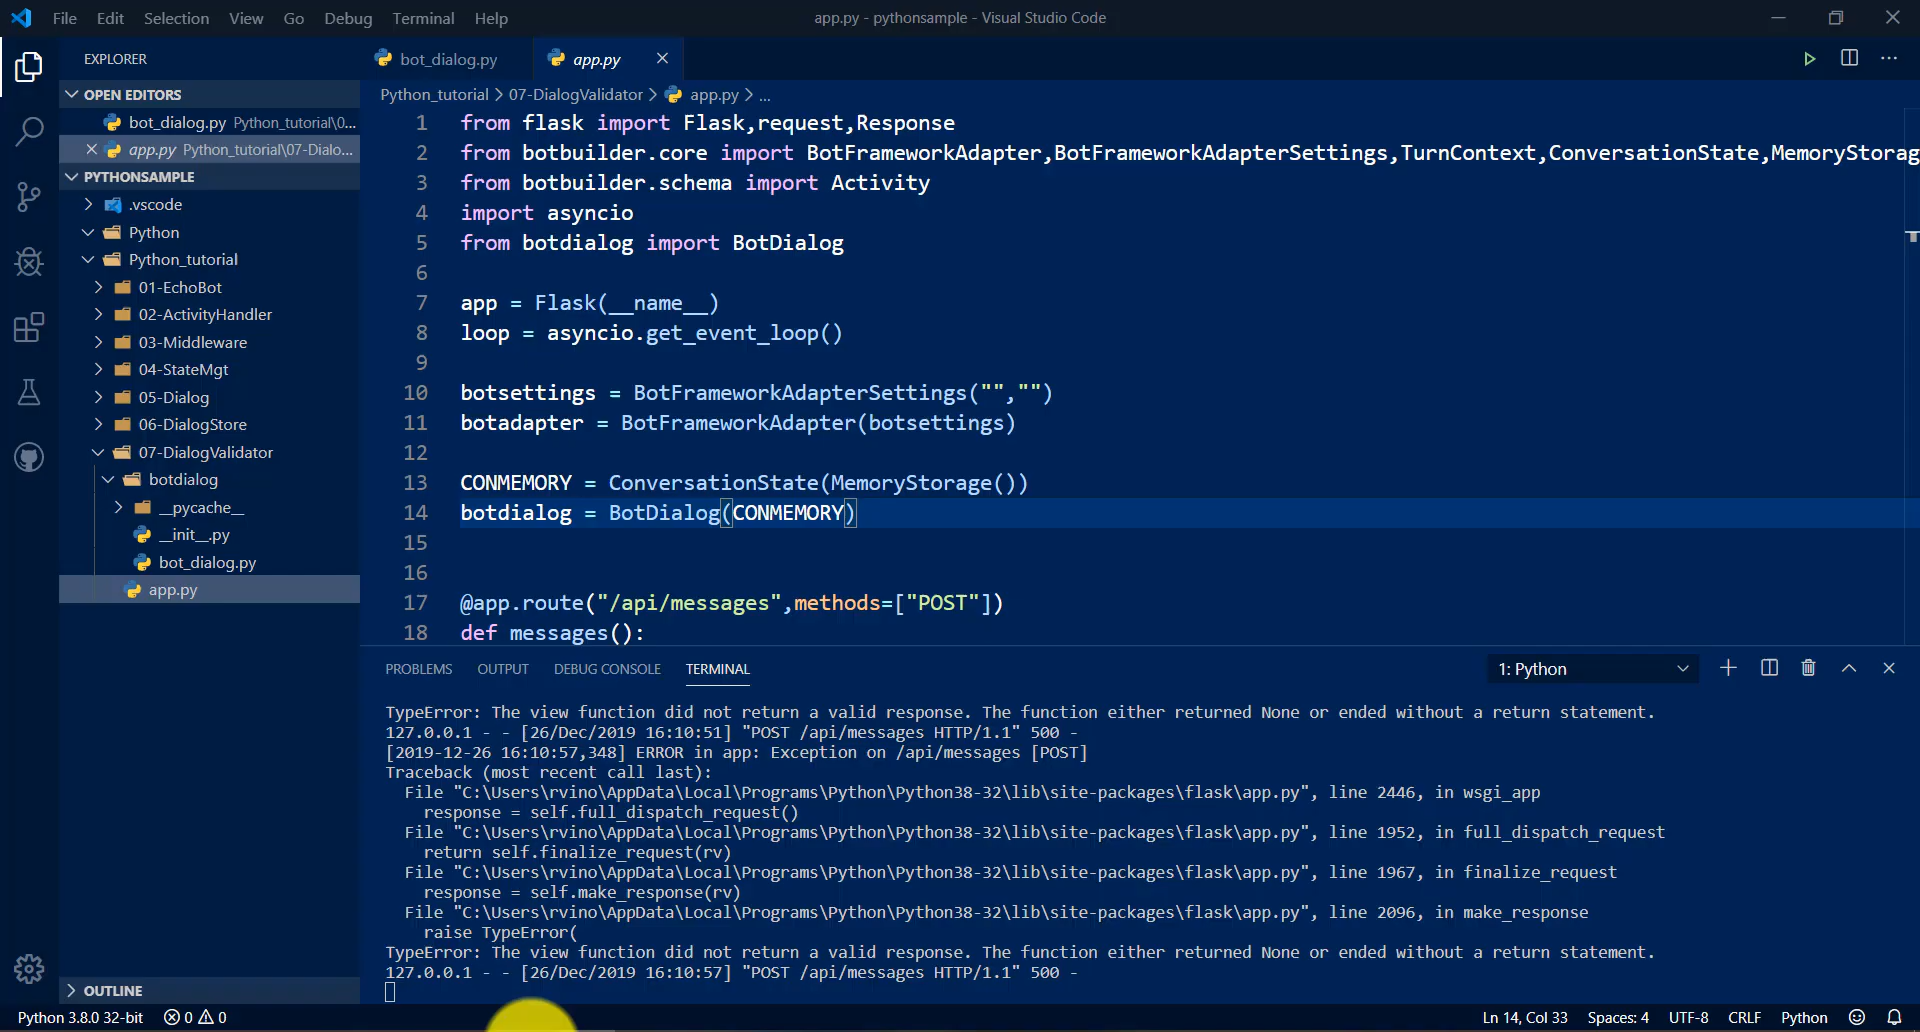 File Edit Selection View Go Debug Terminal Help
app.py - pythonsample - Visual Studio Code
EXPLORER
OPEN EDITORS
bot_dialog.py Python_tutorial\0...
app.py Python_tutorial\07-Dialo...
PYTHONSAMPLE
.vscode
Python
Python_tutorial
01-EchoBot
02-ActivityHandler
03-Middleware
04-StateMgt
05-Dialog
06-DialogStore
07-DialogValidator
botdialog
__pycache__
__init__.py
bot_dialog.py
app.py
OUTLINE
bot_dialog.py
app.py
Python_tutorial > 07-DialogValidator > app.py > ...
1 from flask import Flask,request,Response
2 from botbuilder.core import BotFrameworkAdapter,BotFrameworkAdapterSettings,TurnContext,ConversationState,MemoryStorag
3 from botbuilder.schema import Activity
4 import asyncio
5 from botdialog import BotDialog
6
7 app = Flask(__name__)
8 loop = asyncio.get_event_loop()
9
10 botsettings = BotFrameworkAdapterSettings("","")
11 botadapter = BotFrameworkAdapter(botsettings)
12
13 CONMEMORY = ConversationState(MemoryStorage())
14 botdialog = BotDialog(CONMEMORY)
15
16
17 @app.route("/api/messages",methods=["POST"])
18 def messages():
PROBLEMS OUTPUT DEBUG CONSOLE TERMINAL
1: Python
TypeError: The view function did not return a valid response. The function either returned None or ended without a return statement.
127.0.0.1 - - [26/Dec/2019 16:10:51] "POST /api/messages HTTP/1.1" 500 -
[2019-12-26 16:10:57,348] ERROR in app: Exception on /api/messages [POST]
Traceback (most recent call last):
File "C:\Users\rvino\AppData\Local\Programs\Python\Python38-32\lib\site-packages\flask\app.py", line 2446, in wsgi_app
response = self.full_dispatch_request()
File "C:\Users\rvino\AppData\Local\Programs\Python\Python38-32\lib\site-packages\flask\app.py", line 1952, in full_dispatch_request
return self.finalize_request(rv)
File "C:\Users\rvino\AppData\Local\Programs\Python\Python38-32\lib\site-packages\flask\app.py", line 1967, in finalize_request
response = self.make_response(rv)
File "C:\Users\rvino\AppData\Local\Programs\Python\Python38-32\lib\site-packages\flask\app.py", line 2096, in make_response
raise TypeError(
TypeError: The view function did not return a valid response. The function either returned None or ended without a return statement.
127.0.0.1 - - [26/Dec/2019 16:10:57] "POST /api/messages HTTP/1.1" 500 -
Python 3.8.0 32-bit 0 0
Ln 14, Col 33 Spaces: 4 UTF-8 CRLF Python